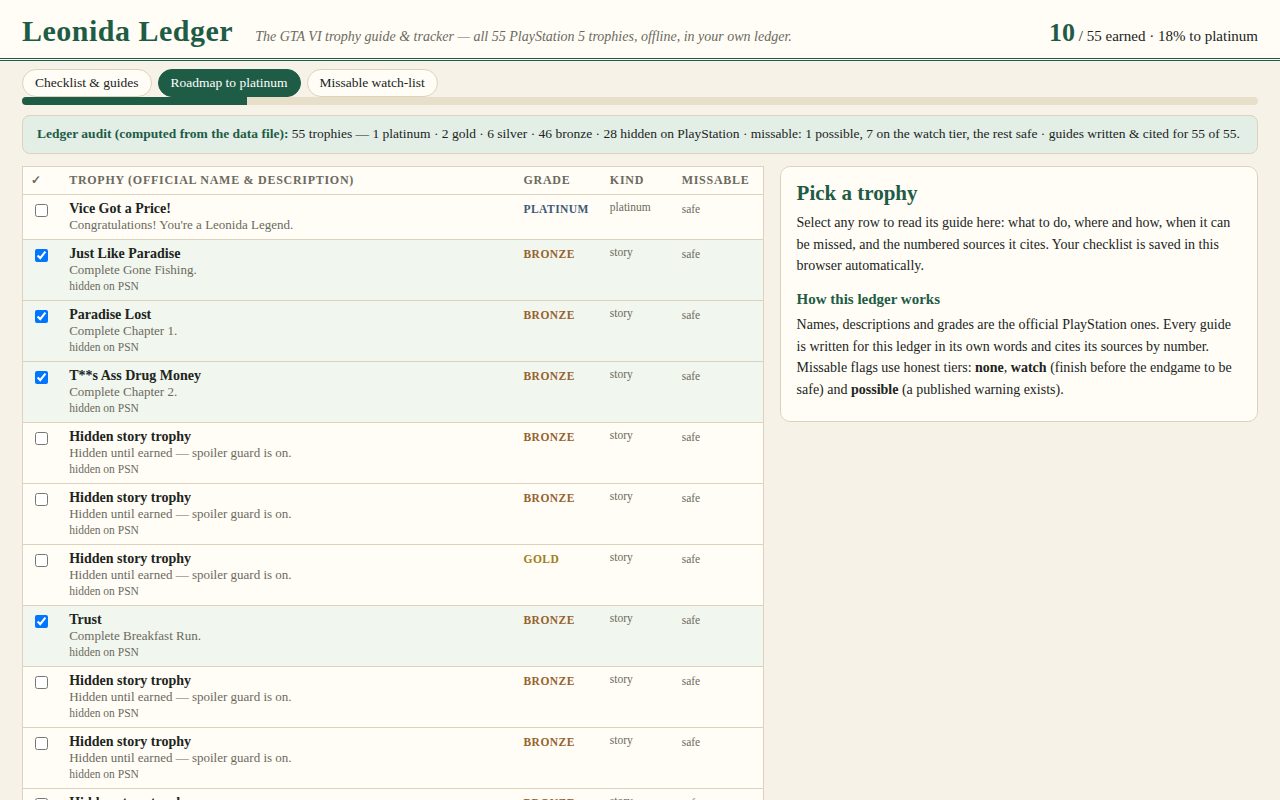 Leonida Ledger
The GTA VI trophy guide & tracker — all 55 PlayStation 5 trophies, offline, in your own ledger.
10 / 55 earned · 18% to platinum
Checklist & guides
Roadmap to platinum
Missable watch-list
Ledger audit (computed from the data file): 55 trophies — 1 platinum · 2 gold · 6 silver · 46 bronze · 28 hidden on PlayStation · missable: 1 possible, 7 on the watch tier, the rest safe · guides written & cited for 55 of 55.
✓ TROPHY (OFFICIAL NAME & DESCRIPTION) GRADE KIND MISSABLE
Vice Got a Price! PLATINUM platinum safe
Congratulations! You're a Leonida Legend.
Just Like Paradise BRONZE story safe
Complete Gone Fishing.
hidden on PSN
Paradise Lost BRONZE story safe
Complete Chapter 1.
hidden on PSN
T**s Ass Drug Money BRONZE story safe
Complete Chapter 2.
hidden on PSN
Hidden story trophy BRONZE story safe
Hidden until earned — spoiler guard is on.
hidden on PSN
Hidden story trophy BRONZE story safe
Hidden until earned — spoiler guard is on.
hidden on PSN
Hidden story trophy GOLD story safe
Hidden until earned — spoiler guard is on.
hidden on PSN
Trust BRONZE story safe
Complete Breakfast Run.
hidden on PSN
Hidden story trophy BRONZE story safe
Hidden until earned — spoiler guard is on.
hidden on PSN
Hidden story trophy BRONZE story safe
Hidden until earned — spoiler guard is on.
hidden on PSN
Pick a trophy
Select any row to read its guide here: what to do, where and how, when it can
be missed, and the numbered sources it cites. Your checklist is saved in this
browser automatically.
How this ledger works
Names, descriptions and grades are the official PlayStation ones. Every guide
is written for this ledger in its own words and cites its sources by number.
Missable flags use honest tiers: none, watch (finish before the endgame to be
safe) and possible (a published warning exists).